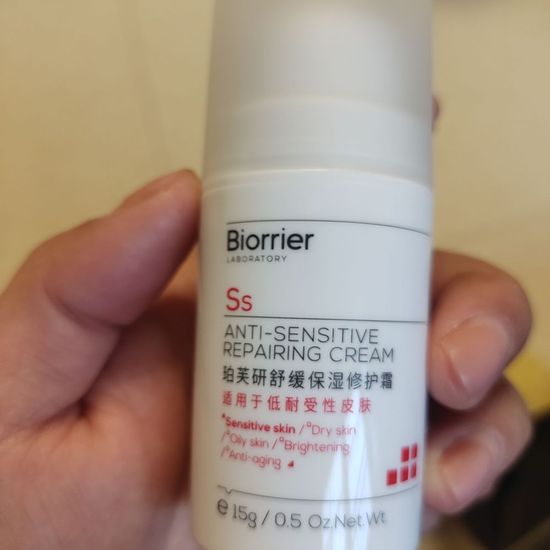 Biorrier
LABORATORY
Ss
ANTI-SENSITIVE
REPAIRING CREAM
珀芙研舒缓保湿修护霜
适用于低耐受性皮肤
*Sensitive skin / °Dry skin
/ °Oily skin / °Brightening
/ °Anti-aging
e 15g / 0.5 Oz.Net.Wt